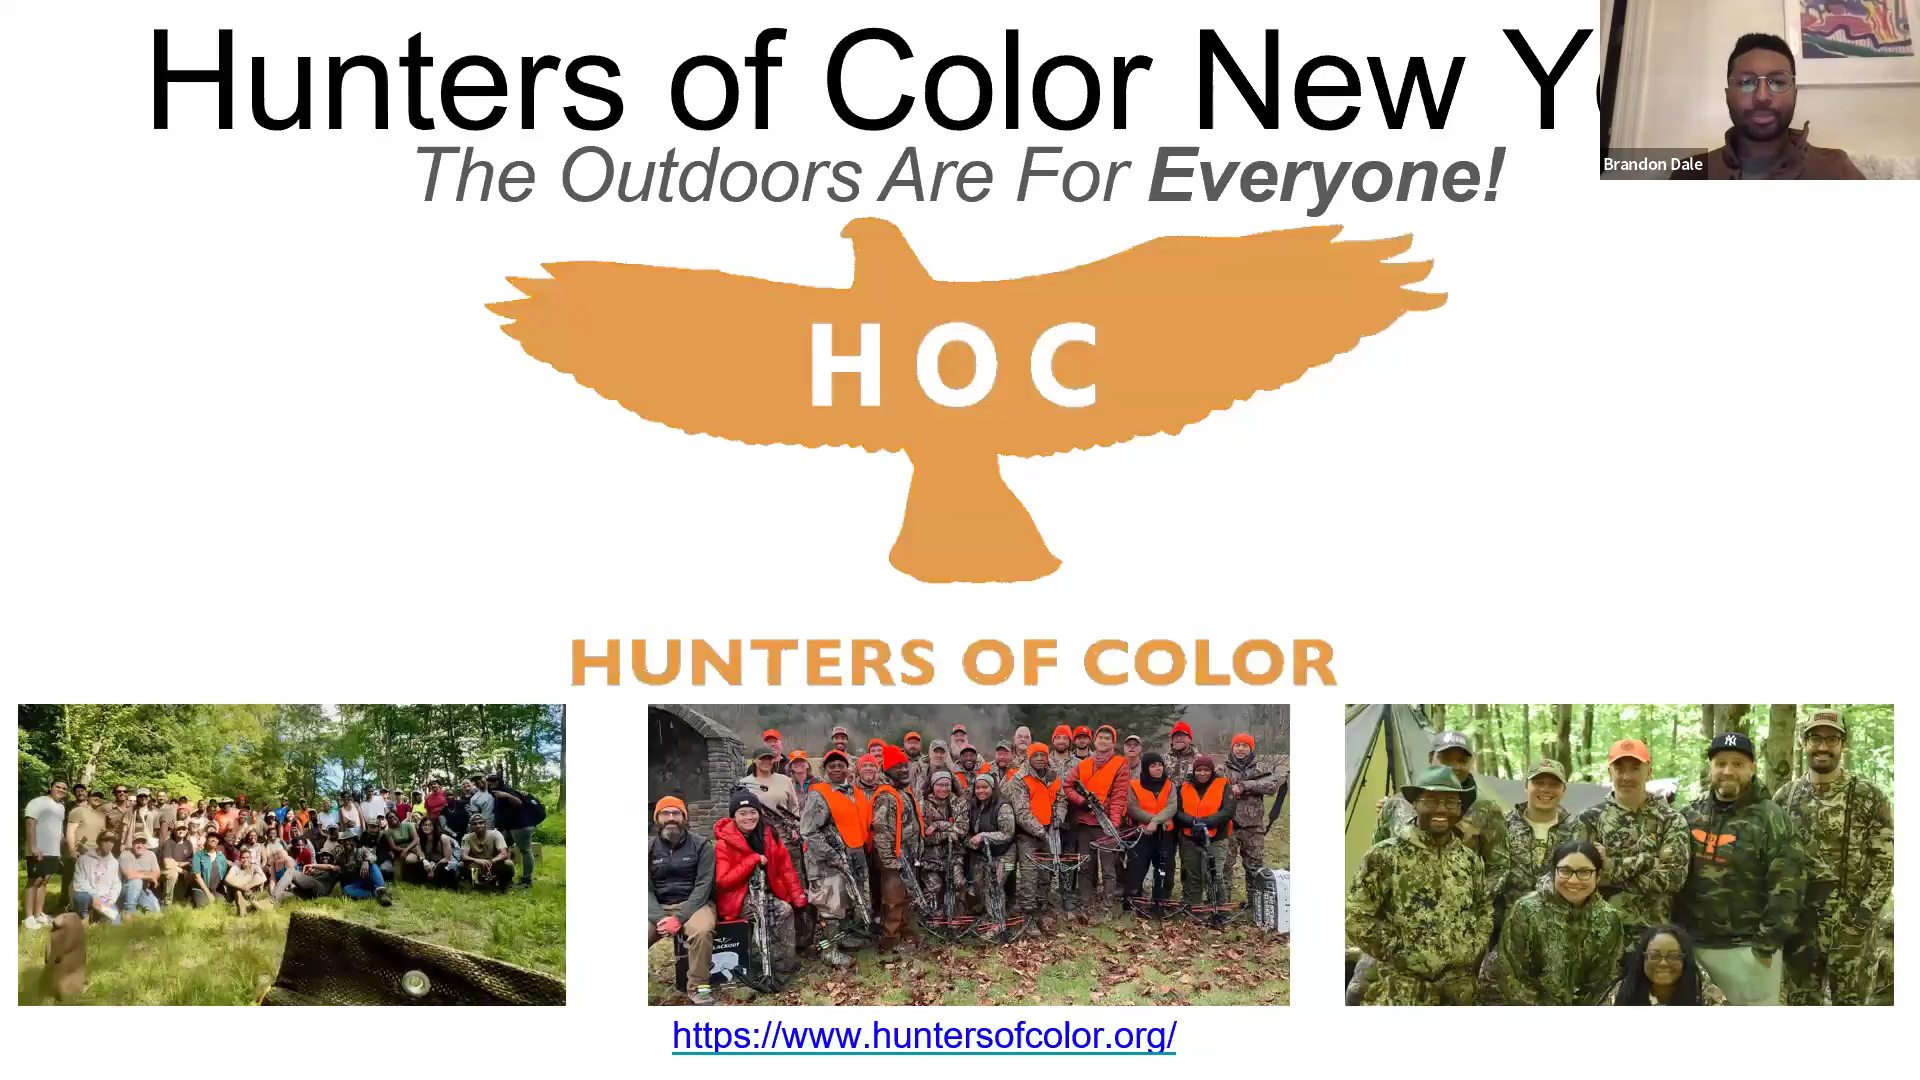 Hunters of Color New Y
Brandon Dale
The Outdoors Are For Everyone!
HOC
HUNTERS OF COLOR
https://www.huntersofcolor.org/